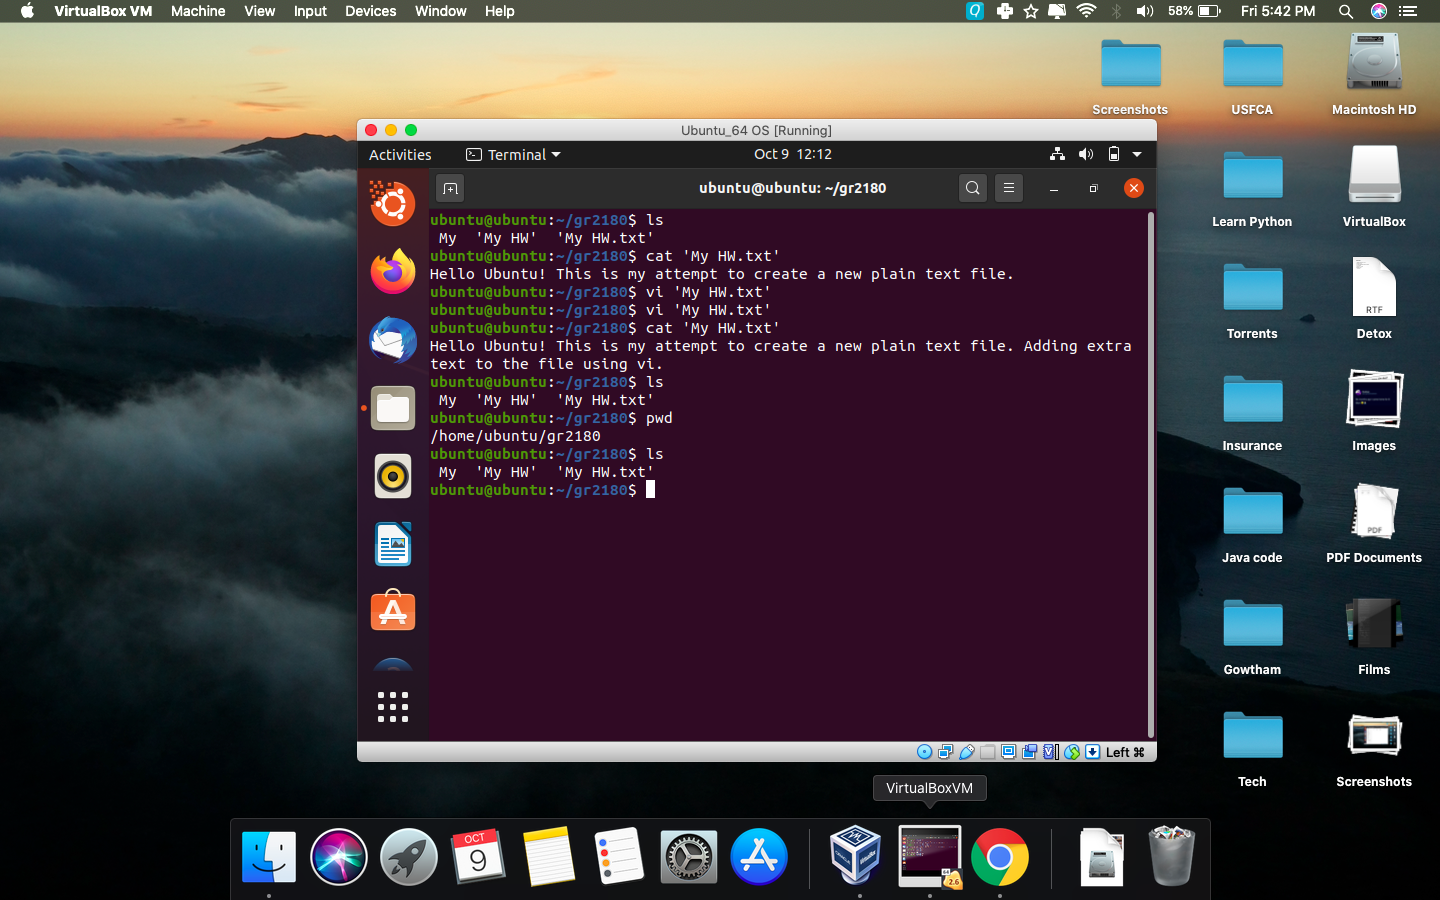 VirtualBox VM Machine View Input Devices Window Help 58% Fri 5:42 PM
Screenshots USFCA Macintosh HD
Ubuntu_64 OS [Running]
Activities Terminal Oct 9 12:12
ubuntu@ubuntu: ~/gr2180
ubuntu@ubuntu:~/gr2180$ ls
My 'My HW' 'My HW.txt'
ubuntu@ubuntu:~/gr2180$ cat 'My HW.txt'
Hello Ubuntu! This is my attempt to create a new plain text file.
ubuntu@ubuntu:~/gr2180$ vi 'My HW.txt'
ubuntu@ubuntu:~/gr2180$ vi 'My HW.txt'
ubuntu@ubuntu:~/gr2180$ cat 'My HW.txt'
Hello Ubuntu! This is my attempt to create a new plain text file. Adding extra
text to the file using vi.
ubuntu@ubuntu:~/gr2180$ ls
My 'My HW' 'My HW.txt'
ubuntu@ubuntu:~/gr2180$ pwd
/home/ubuntu/gr2180
ubuntu@ubuntu:~/gr2180$ ls
My 'My HW' 'My HW.txt'
ubuntu@ubuntu:~/gr2180$
Left ⌘
Learn Python VirtualBox
RTF
Torrents Detox
Insurance Images
PDF
Java code PDF Documents
Gowtham Films
Tech Screenshots
VirtualBoxVM
OCT
9
2.6